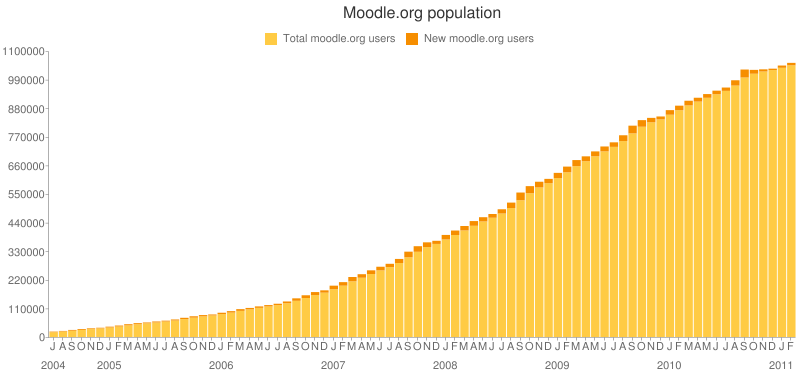 Moodle.org population
Total moodle.org users New moodle.org users
1100000
990000
880000
770000
660000
550000
440000
330000
220000
110000
0
J A S O N D J F M A M J J A S O N D J F M A M J J A S O N D J F M A M J J A S O N D J F M A M J J A S O N D J F M A M J J A S O N D J F M A M J J A S O N D J F
2004 2005 2006 2007 2008 2009 2010 2011